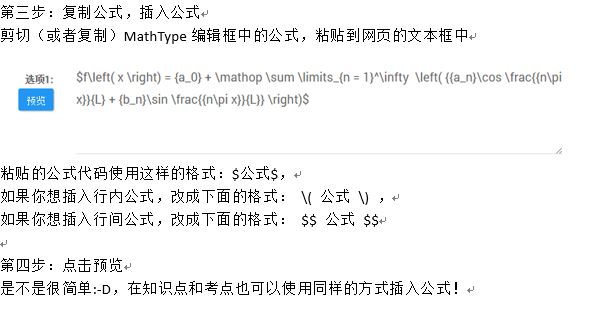 第三步：复制公式，插入公式
剪切（或者复制）MathType 编辑框中的公式，粘贴到网页的文本框中
选项1:
预览
$f\left( x \right) = {a_0} + \mathop \sum \limits_{n = 1}^\infty  \left( {{a_n}\cos \frac{{n\pi
x}}{L} + {b_n}\sin \frac{{n\pi x}}{L}} \right)$
粘贴的公式代码使用这样的格式：$公式$，
如果你想插入行内公式，改成下面的格式： \( 公式 \) ，
如果你想插入行间公式，改成下面的格式： $$ 公式 $$
第四步：点击预览
是不是很简单:-D，在知识点和考点也可以使用同样的方式插入公式！